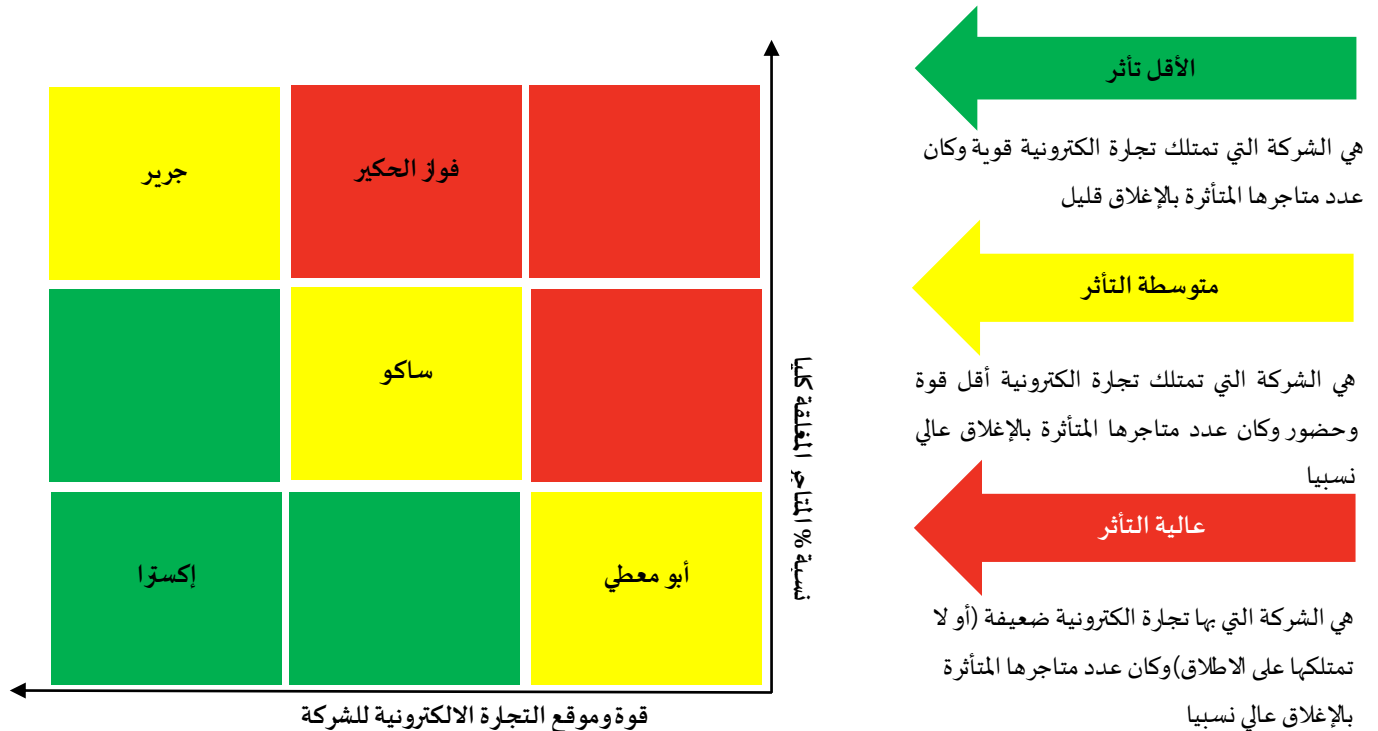 الأقل تأثر
هي الشركة التي تمتلك تجارة الكترونية قوية وكان
عدد متاجرها المتأثرة بالإغلاق قليل
متوسطة التأثر
هي الشركة التي تمتلك تجارة الكترونية أقل قوة
وحضور وكان عدد متاجرها المتأثرة بالإغلاق عالي
نسبيا
عالية التأثر
هي الشركة التي بها تجارة الكترونية ضعيفة (أو لا
تمتلكها على الاطلاق)وكان عدد متاجرها المتأثرة
بالإغلاق عالي نسبيا
نسبة % المتاجر المغلقة كليا
فواز الحكير
جرير
ساكو
أبو معطي
إكسترا
قوة وموقع التجارة الالكترونية للشركة